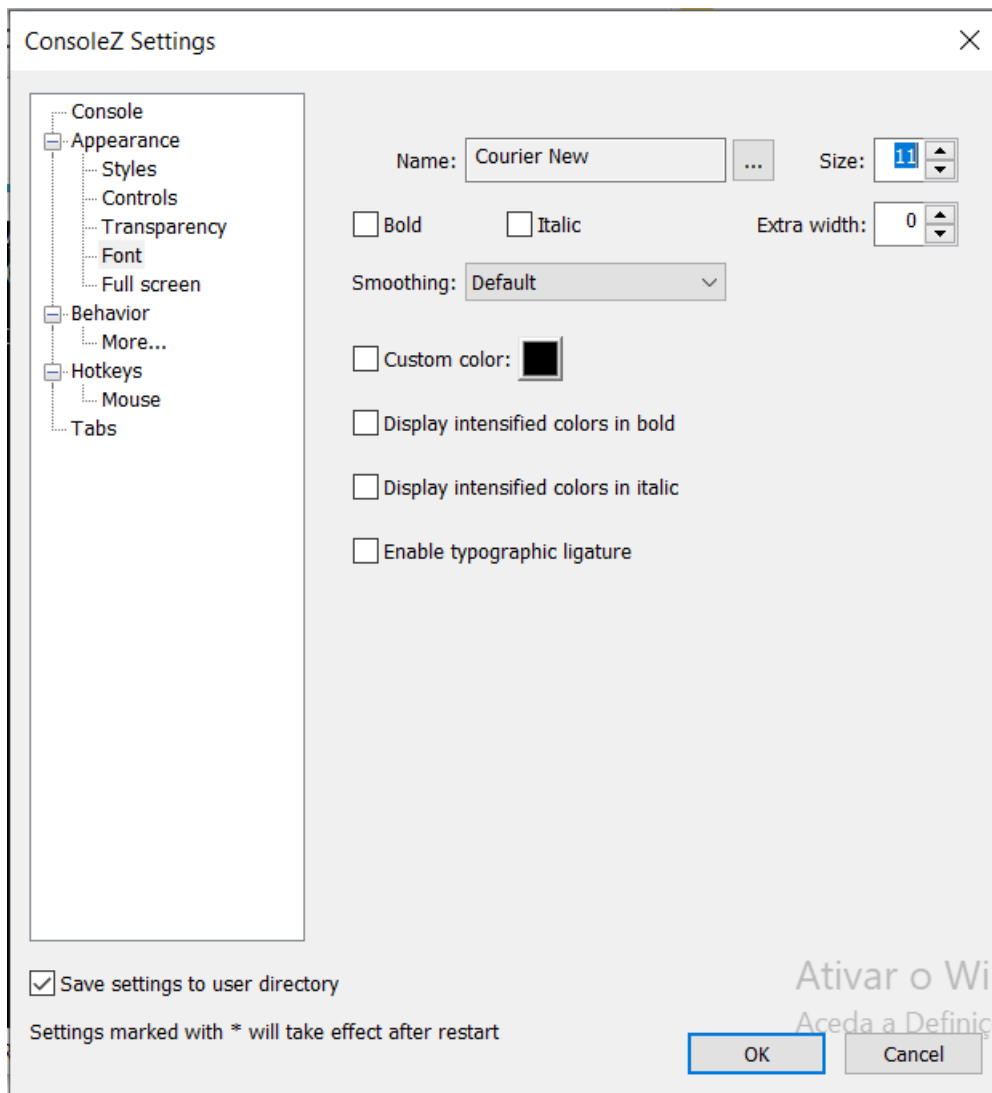 ConsoleZ Settings
Console
Appearance
Styles
Controls
Transparency
Font
Full screen
Behavior
More...
Hotkeys
Mouse
Tabs
Name: Courier New ... Size: 11
Bold Italic Extra width: 0
Smoothing: Default
Custom color:
Display intensified colors in bold
Display intensified colors in italic
Enable typographic ligature
Save settings to user directory
Settings marked with * will take effect after restart
Ativar o Wi
Aceda a Definiç
OK Cancel